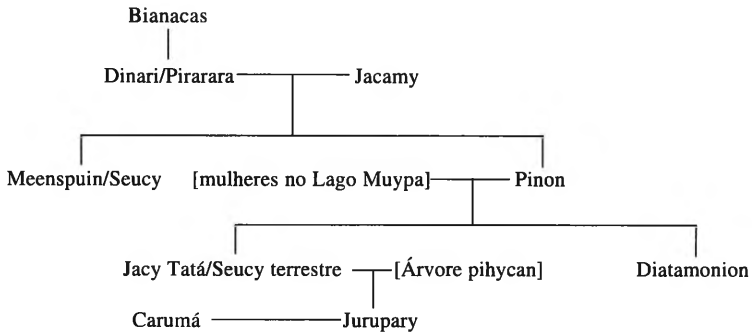 Bianacas
Dinari/Pirarara Jacamy
Meenspuin/Seucy [mulheres no Lago Muypa] Pinon
Jacy Tatá/Seucy terrestre [Árvore pihycan] Diatamonion
Carumá Jurupary